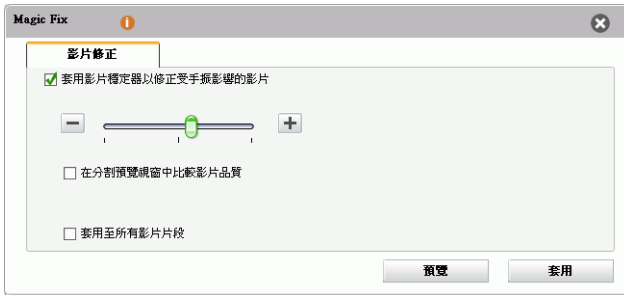 Magic Fix
影片修正
套用影片穩定器以修正受手振影響的影片
在分割預覽視窗中比較影片品質
套用至所有影片片段
預覽
套用